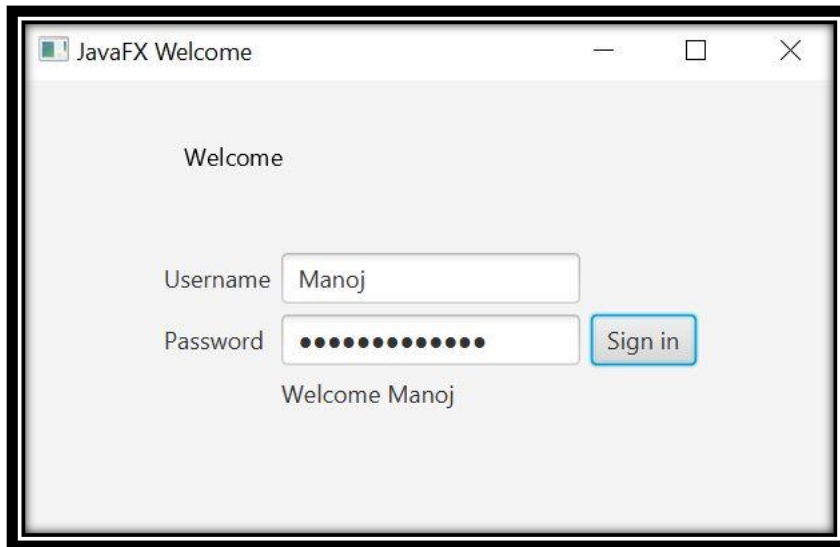 JavaFX Welcome
Welcome
Username Manoj
Password ●●●●●●●●●●●●● Sign in
Welcome Manoj